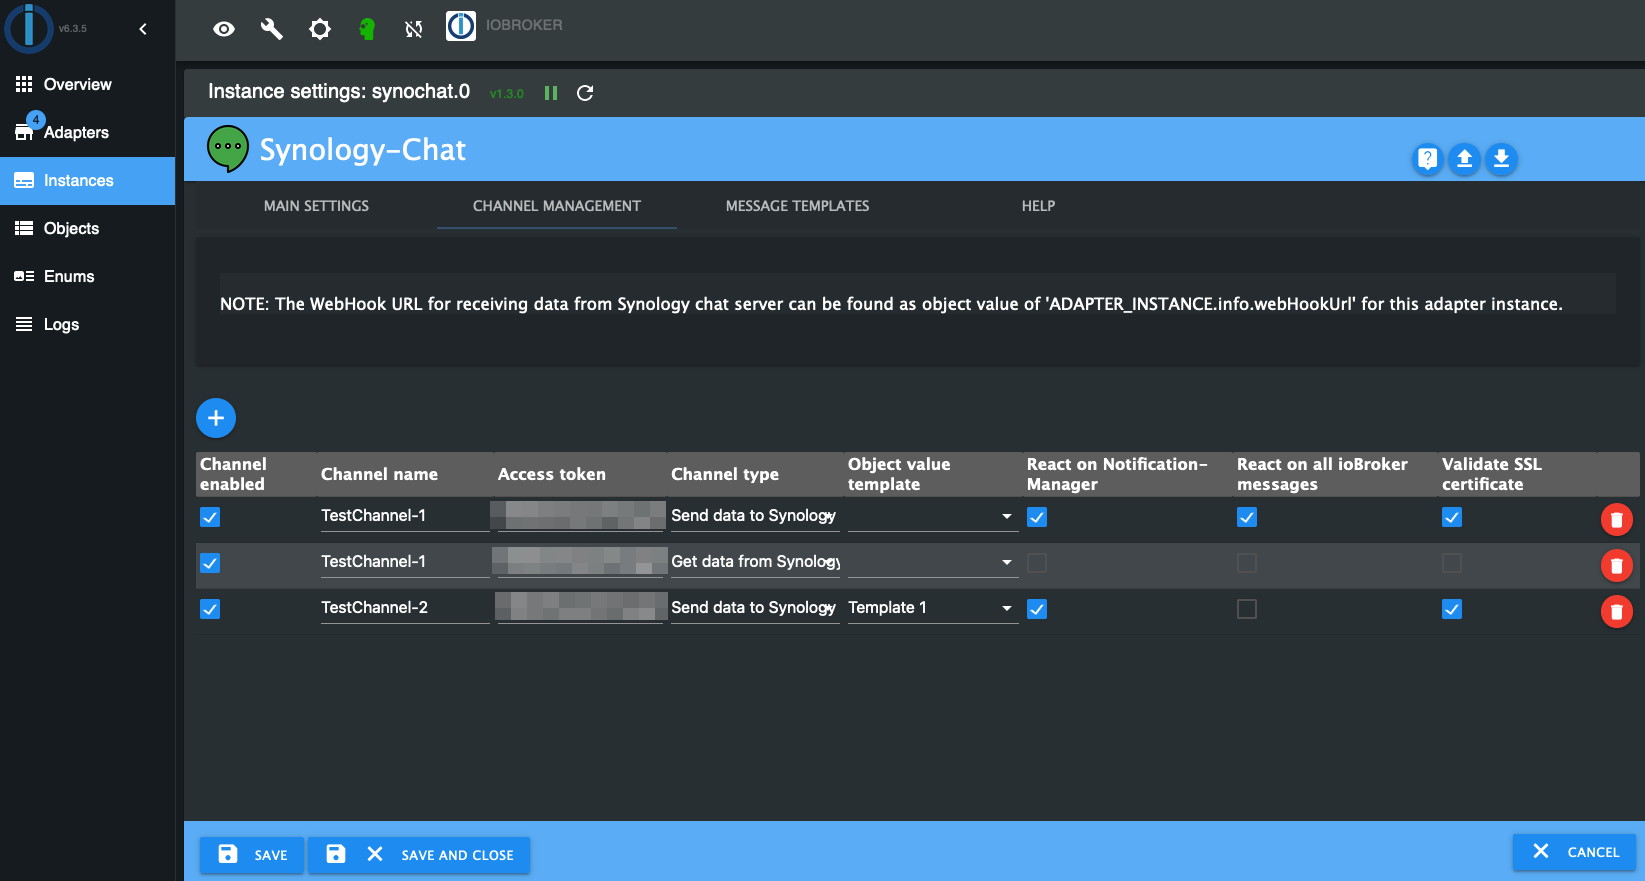 v6.3.5
IOBROKER
Overview
4
Adapters
Instances
Objects
Enums
Logs
Instance settings: synochat.0
v1.3.0
Synology-Chat
?
MAIN SETTINGS
CHANNEL MANAGEMENT
MESSAGE TEMPLATES
HELP
NOTE: The WebHook URL for receiving data from Synology chat server can be found as object value of 'ADAPTER_INSTANCE.info.webHookUrl' for this adapter instance.
Channel enabled
Channel name
Access token
Channel type
Object value template
React on Notification-Manager
React on all ioBroker messages
Validate SSL certificate
TestChannel-1
Send data to Synology
TestChannel-1
Get data from Synology
TestChannel-2
Send data to Synology
Template 1
SAVE
SAVE AND CLOSE
CANCEL